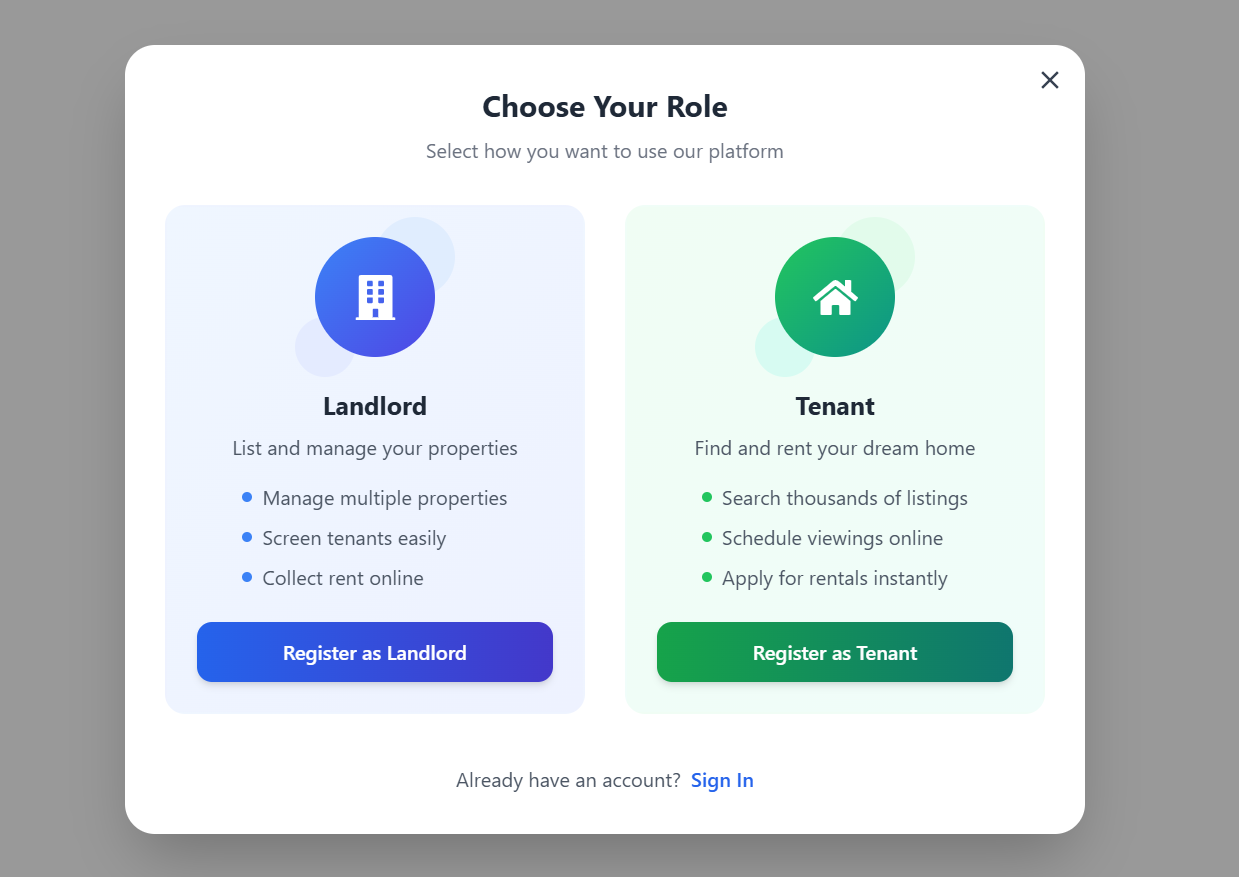 Choose Your Role
Select how you want to use our platform
Landlord
List and manage your properties
Manage multiple properties
Screen tenants easily
Collect rent online
Register as Landlord
Tenant
Find and rent your dream home
Search thousands of listings
Schedule viewings online
Apply for rentals instantly
Register as Tenant
Already have an account? Sign In